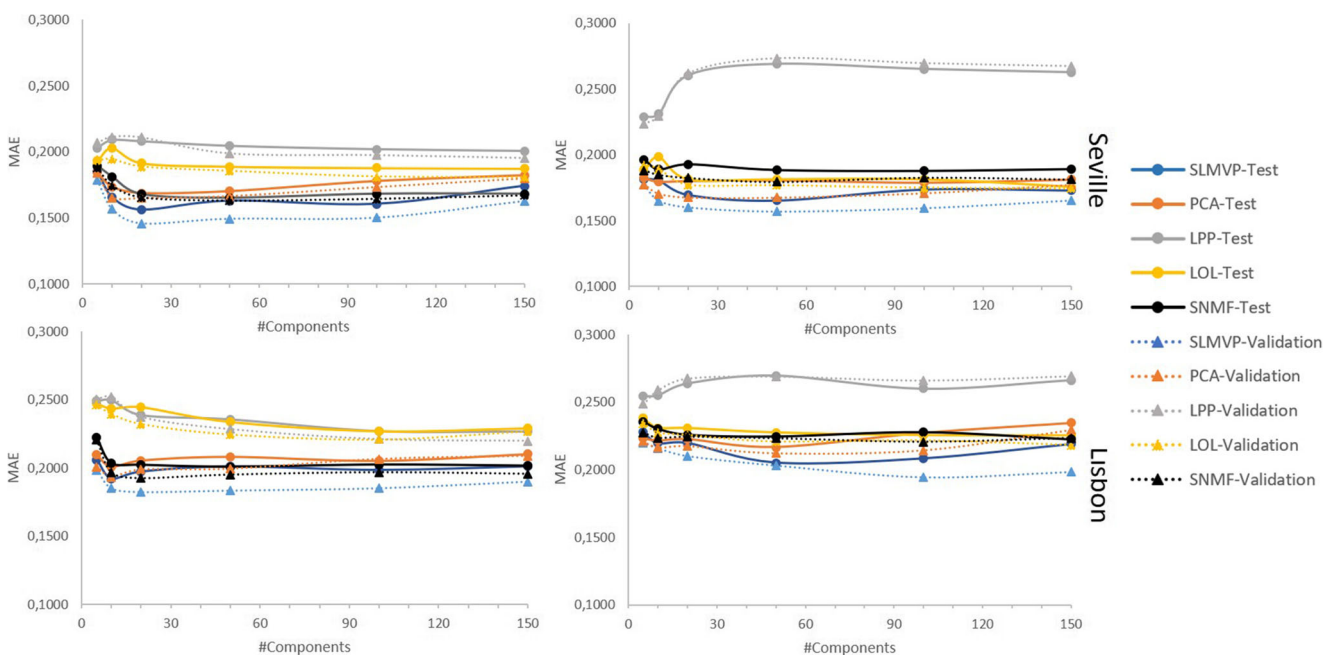 0,3000
0,2500
0,2000
0,1500
0,1000
MAE
0 30 60 90 120 150
#Components
0,3000
0,2500
0,2000
0,1500
0,1000
MAE
0 30 60 90 120 150
#Components
Seville
0,3000
0,2500
0,2000
0,1500
0,1000
MAE
0 30 60 90 120 150
#Components
0,3000
0,2500
0,2000
0,1500
0,1000
MAE
0 30 60 90 120 150
#Components
Lisbon
SLMVP-Test
PCA-Test
LPP-Test
LOL-Test
SNMF-Test
SLMVP-Validation
PCA-Validation
LPP-Validation
LOL-Validation
SNMF-Validation